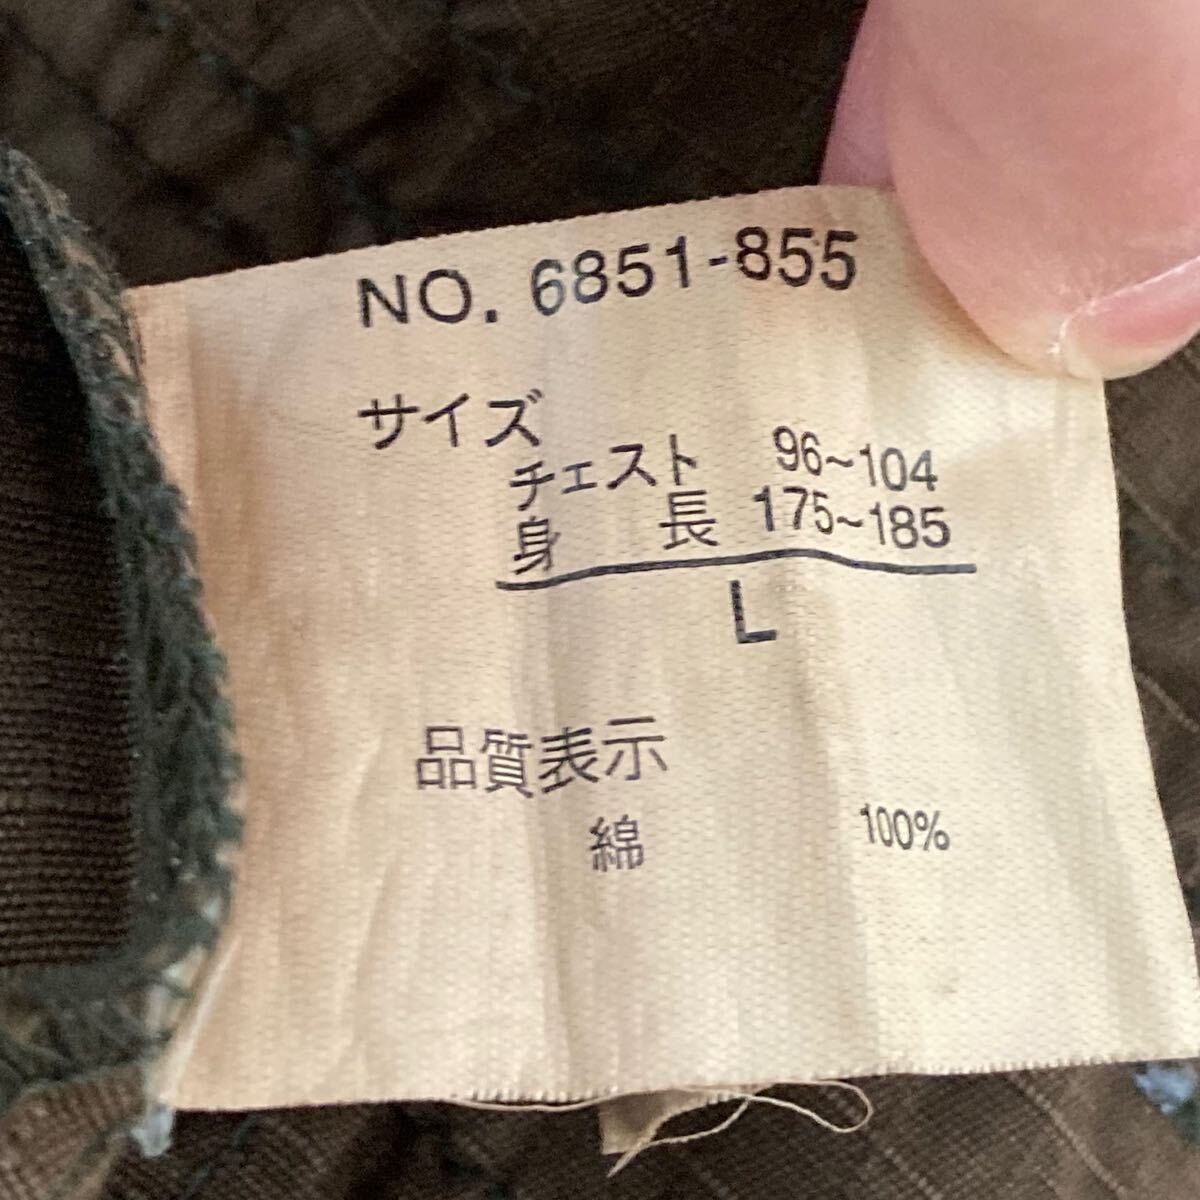 NO. 6851-855
サイズ
チェスト 96~104
身長 175~185
L
品質表示
綿 100%